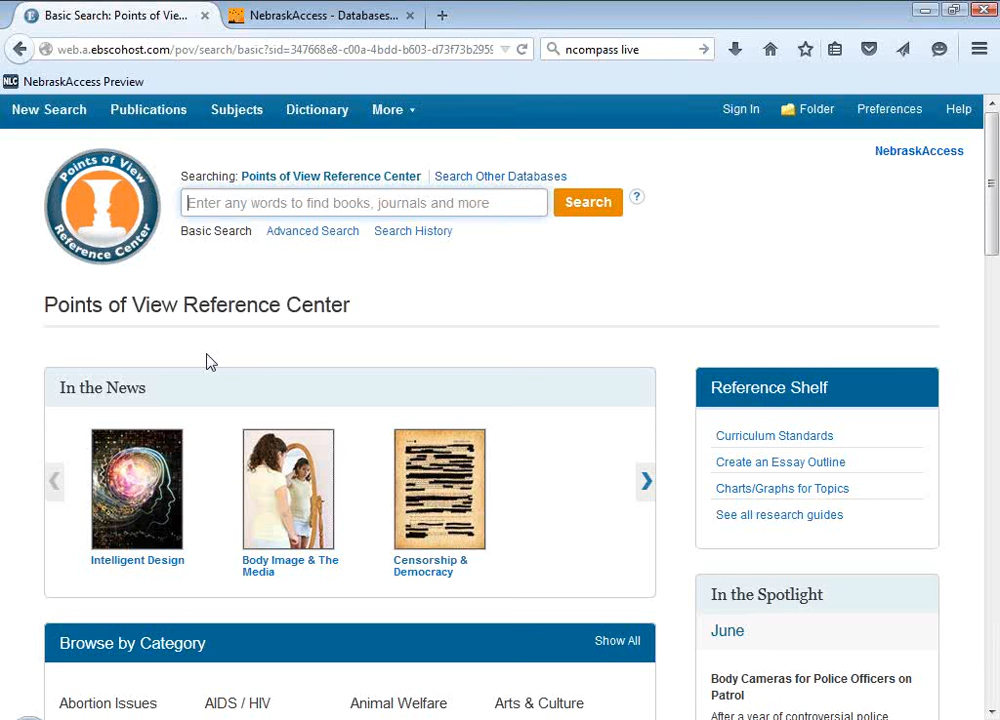 Basic Search: Points of Vie...
NebraskAccess - Databases...
web.a.ebscohost.com/pov/search/basic?sid=347668e8-c00a-4bdd-b603-d73f73b2959
ncompass live
NLC NebraskAccess Preview
New Search Publications Subjects Dictionary More
Sign In Folder Preferences Help
NebraskAccess
Points of View Reference Center
Searching: Points of View Reference Center Search Other Databases
Enter any words to find books, journals and more
Search
?
Basic Search Advanced Search Search History
Points of View Reference Center
In the News
Intelligent Design
Body Image & The
Media
Censorship &
Democracy
Reference Shelf
Curriculum Standards
Create an Essay Outline
Charts/Graphs for Topics
See all research guides
Browse by Category Show All
Abortion Issues AIDS / HIV Animal Welfare Arts & Culture
In the Spotlight
June
Body Cameras for Police Officers on
Patrol
After a year of controversial police